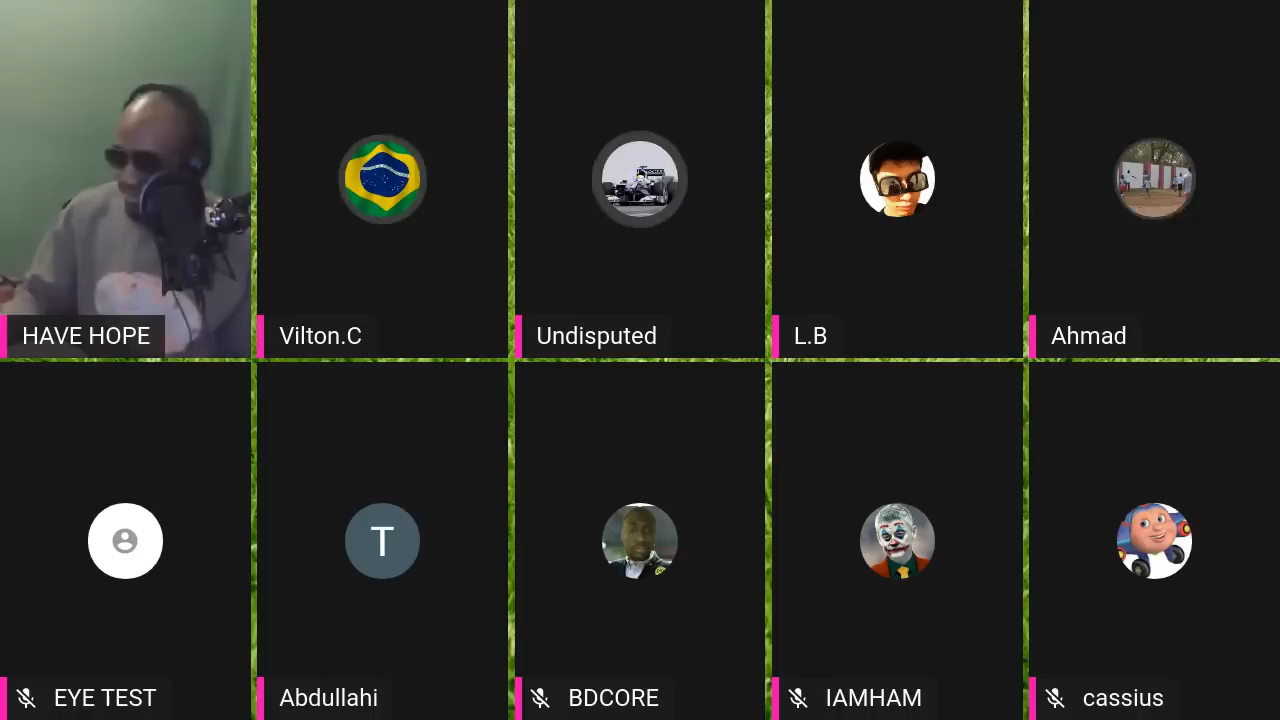 HAVE HOPE
Vilton.C
Undisputed
L.B
Ahmad
T
EYE TEST
Abdullahi
BDCORE
IAMHAM
cassius